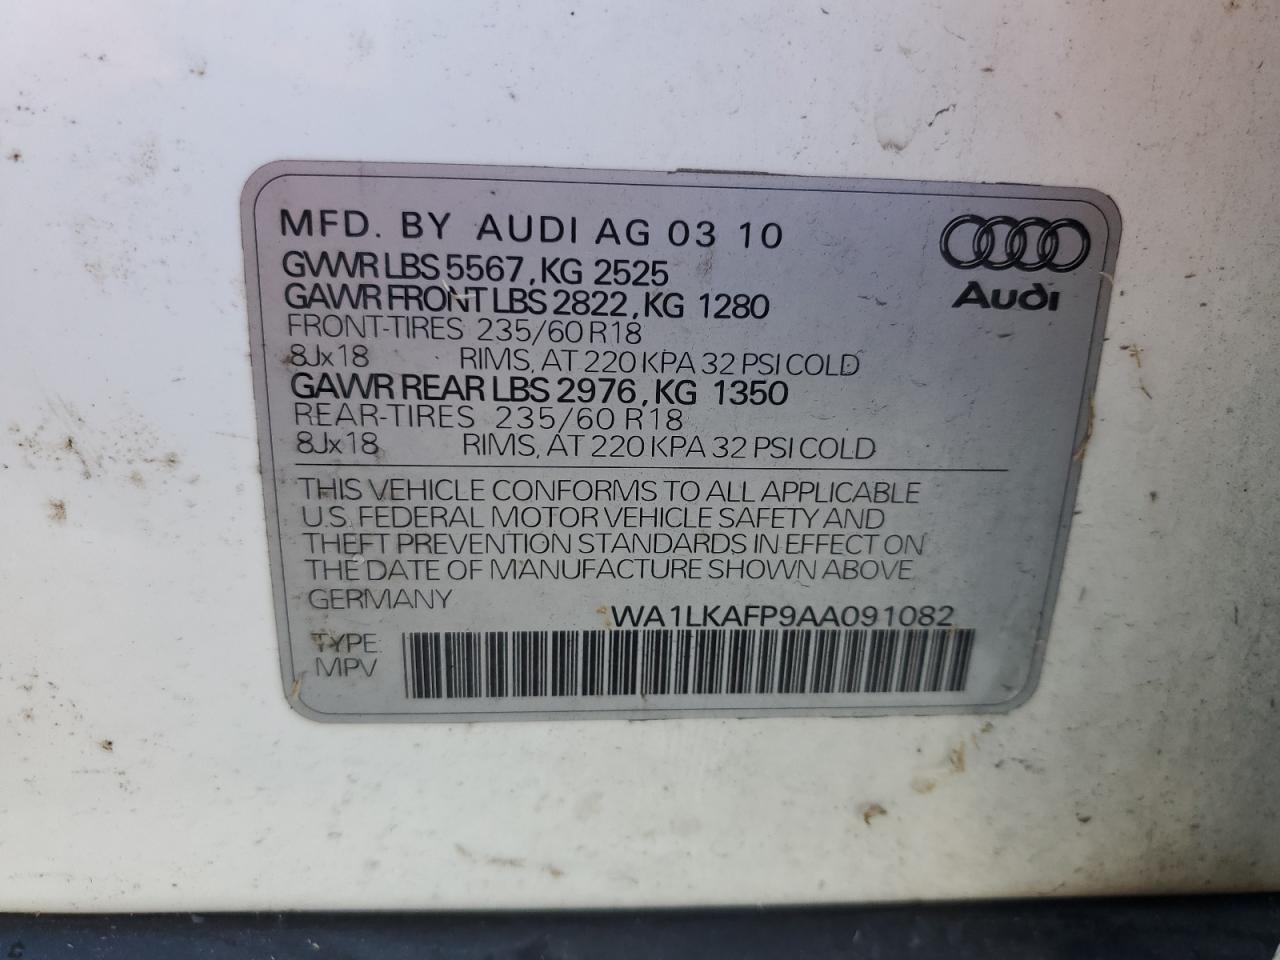 MFD. BY AUDI AG 03 10
Audi
GVWR LBS 5567, KG 2525
GAWR FRONT LBS 2822, KG 1280
FRONT-TIRES 235/60 R18
8Jx18 RIMS, AT 220 KPA 32 PSI COLD
GAWR REAR LBS 2976, KG 1350
REAR-TIRES 235/60 R18
8Jx18 RIMS, AT 220 KPA 32 PSI COLD
THIS VEHICLE CONFORMS TO ALL APPLICABLE
U.S. FEDERAL MOTOR VEHICLE SAFETY AND
THEFT PREVENTION STANDARDS IN EFFECT ON
THE DATE OF MANUFACTURE SHOWN ABOVE
GERMANY
WA1LKAFP9AA091082
TYPE:
MPV